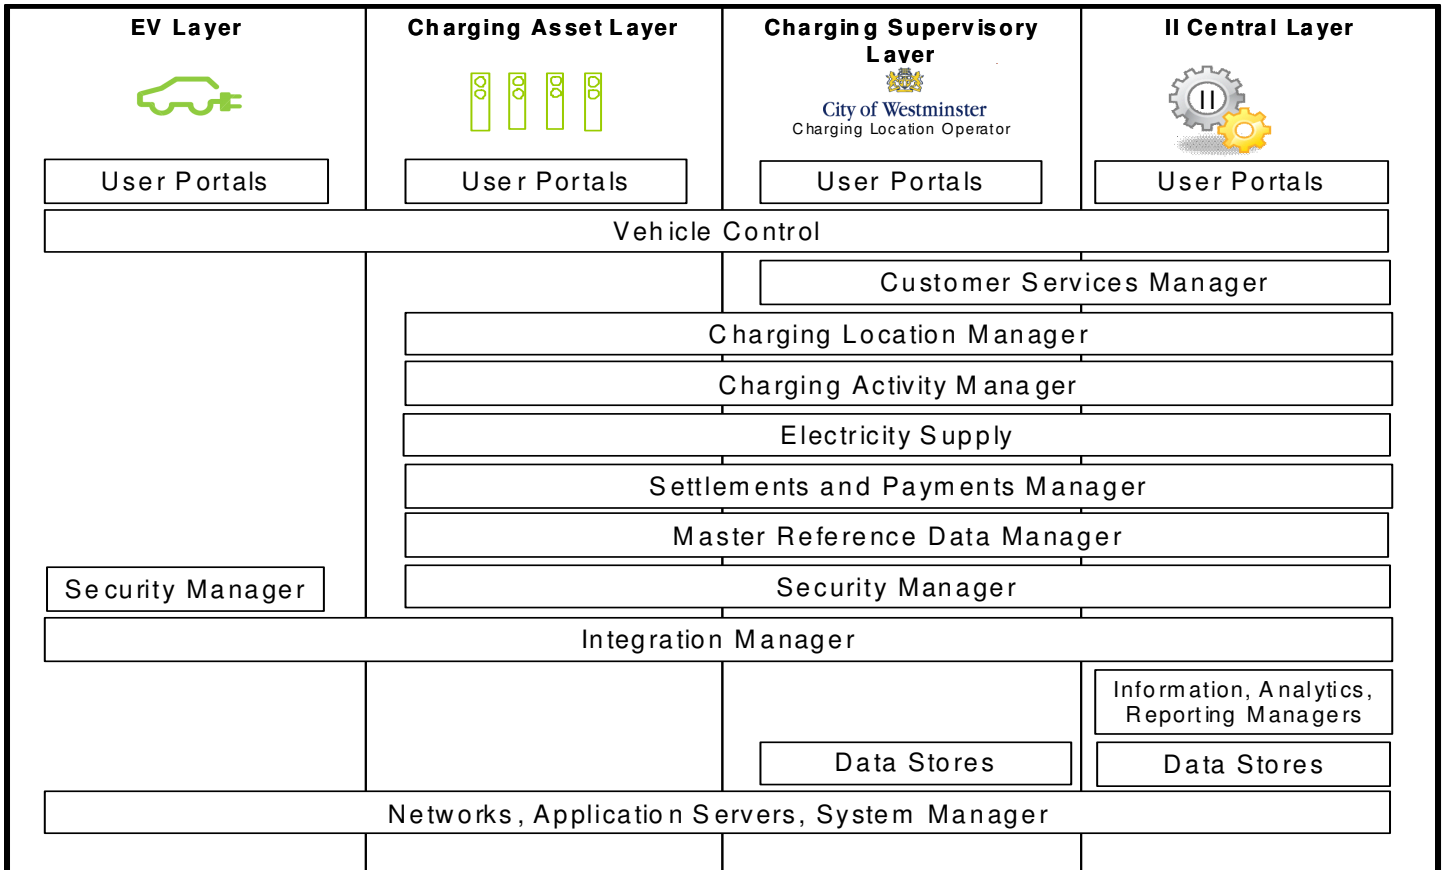 EV Layer
Charging Asset Layer
Charging Supervisory
Layer
II Central Layer
II
City of Westminster
Charging Location Operator
User Portals
User Portals
User Portals
User Portals
Vehicle Control
Customer Services Manager
Charging Location Manager
Charging Activity Manager
Electricity Supply
Settlements and Payments Manager
Master Reference Data Manager
Security Manager
Security Manager
Integration Manager
Information, Analytics,
Reporting Managers
Data Stores
Data Stores
Networks, Application Servers, System Manager